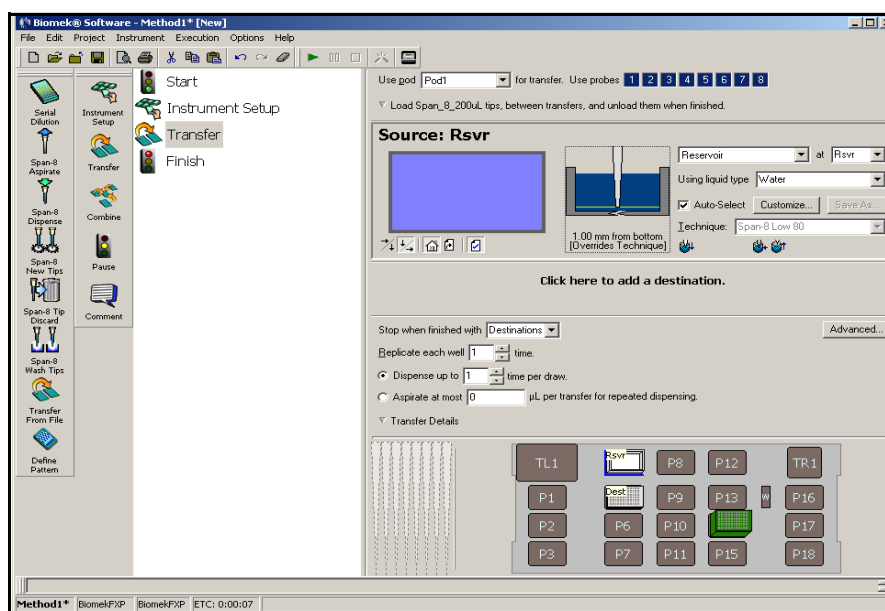 Biomek® Software - Method1* [New]
File Edit Project Instrument Execution Options Help
Serial
Dilution
Span-8
Aspirate
Span-8
Dispense
Span-8
New Tips
Span-8 Tip
Discard
Span-8
Wash Tips
Transfer
From File
Define
Pattern
Instrument
Setup
Transfer
Combine
Pause
Comment
Start
Instrument Setup
Transfer
Finish
Use pod Pod1 for transfer. Use probes 1 2 3 4 5 6 7 8
Load Span_8_200uL tips, between transfers, and unload them when finished.
Source: Rsvr
1.00 mm from bottom
[Overrides Technique]
Reservoir at Rsvr
Using liquid type Water
Auto-Select Customize... Save As...
Technique: Span-8 Low 80
Click here to add a destination.
Stop when finished with Destinations Advanced...
Replicate each well 1 time.
Dispense up to 1 time per draw.
Aspirate at most 0 µL per transfer for repeated dispensing.
Transfer Details
TL1 Rsvr P8 P12 TR1
P1 Dest P9 P13 W P16
P2 P6 P10 P17
P3 P7 P11 P15 P18
Method1* BiomekFXP BiomekFXP ETC: 0:00:07